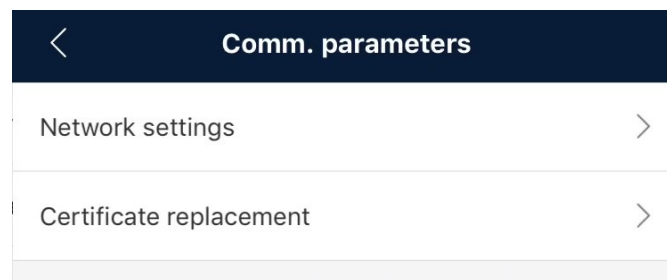 Comm. parameters
Network settings
Certificate replacement